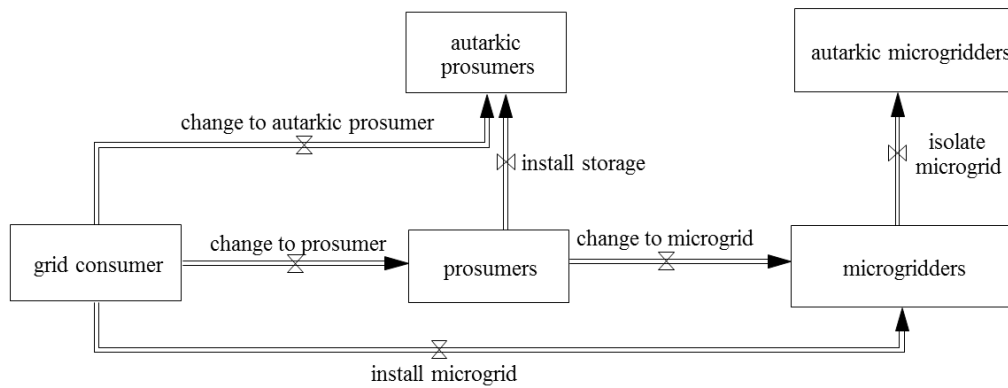 autarkic
prosumers
autarkic microgridders
change to autarkic prosumer
install storage
isolate
microgrid
grid consumer
change to prosumer
prosumers
change to microgrid
microgridders
install microgrid